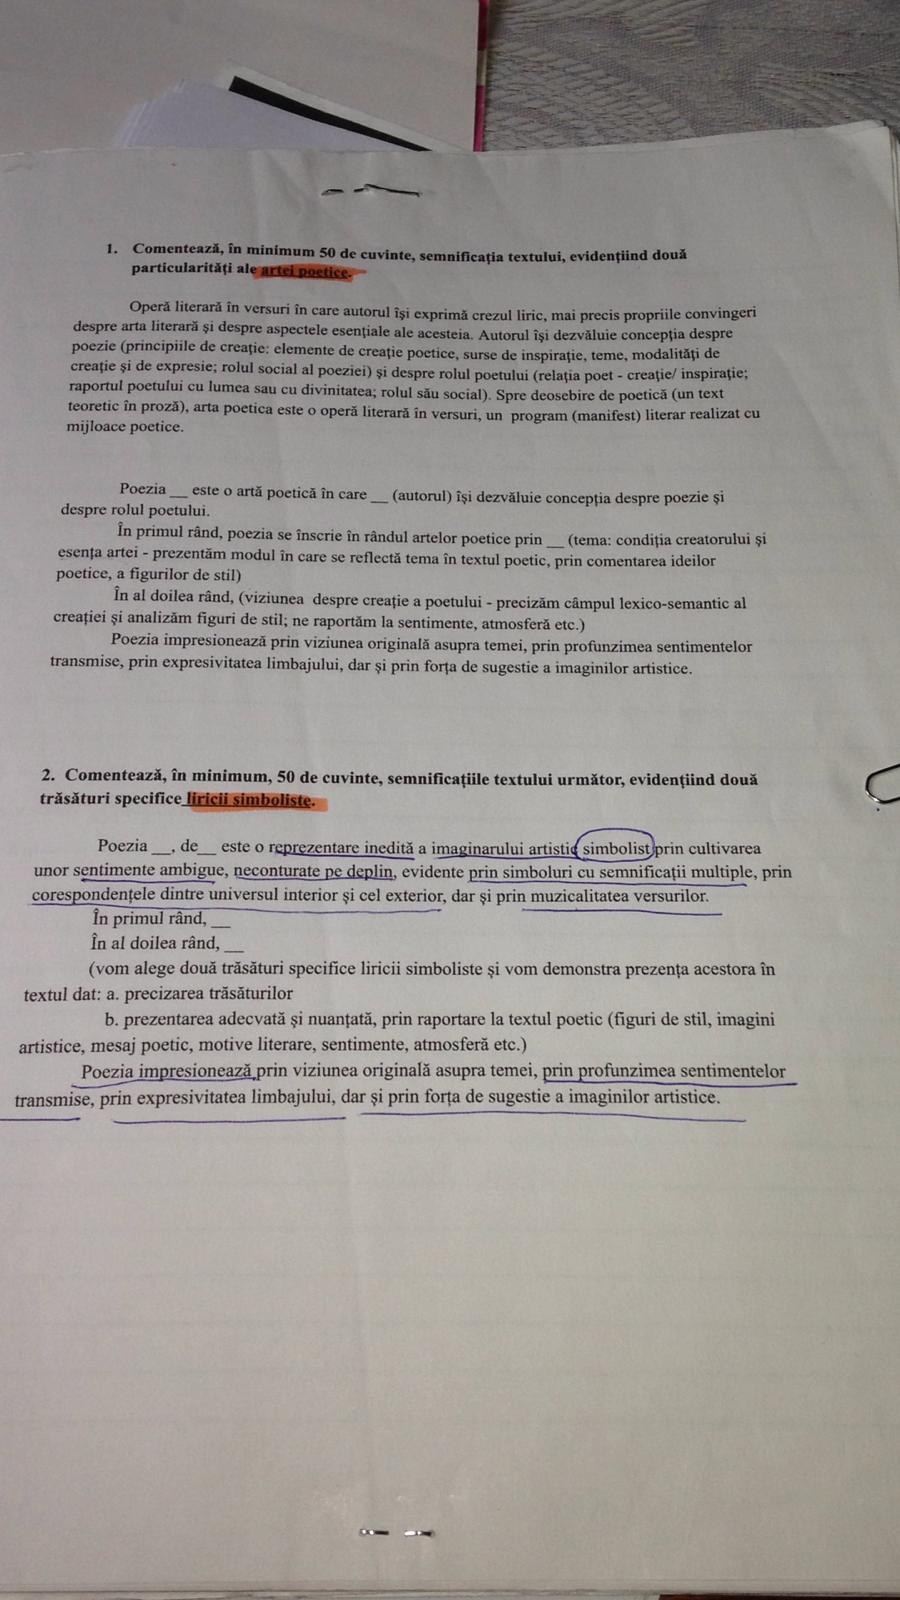 1. Comentează, în minimum 50 de cuvinte, semnificația textului, evidențiind două
particularități ale artei poetice.
Operă literară în versuri în care autorul își exprimă crezul liric, mai precis propriile convingeri
despre arta literară și despre aspectele esențiale ale acesteia. Autorul își dezvăluie concepția despre
poezie (principiile de creație: elemente de creație poetice, surse de inspirație, teme, modalități de
creație și de expresie; rolul social al poeziei) și despre rolul poetului (relația poet - creație/ inspirație;
raportul poetului cu lumea sau cu divinitatea; rolul său social). Spre deosebire de poetică (un text
teoretic în proză), arta poetica este o operă literară în versuri, un program (manifest) literar realizat cu
mijloace poetice.
Poezia __ este o artă poetică în care __ (autorul) își dezvăluie concepția despre poezie și
despre rolul poetului.
În primul rând, poezia se înscrie în rândul artelor poetice prin __ (tema: condiția creatorului și
esența artei - prezentăm modul în care se reflectă tema în textul poetic, prin comentarea ideilor
poetice, a figurilor de stil)
În al doilea rând, (viziunea despre creație a poetului - precizăm câmpul lexico-semantic al
creației și analizăm figuri de stil; ne raportăm la sentimente, atmosferă etc.)
Poezia impresionează prin viziunea originală asupra temei, prin profunzimea sentimentelor
transmise, prin expresivitatea limbajului, dar și prin forța de sugestie a imaginilor artistice.
2. Comentează, în minimum, 50 de cuvinte, semnificațiile textului următor, evidențiind două
trăsături specifice liricii simboliste.
Poezia __, de__ este o reprezentare inedită a imaginarului artistic simbolist prin cultivarea
unor sentimente ambigue, neconturate pe deplin, evidente prin simboluri cu semnificații multiple, prin
corespondențele dintre universul interior și cel exterior, dar și prin muzicalitatea versurilor.
În primul rând, __
În al doilea rând, __
(vom alege două trăsături specifice liricii simboliste și vom demonstra prezența acestora în
textul dat: a. precizarea trăsăturilor
b. prezentarea adecvată și nuanțată, prin raportare la textul poetic (figuri de stil, imagini
artistice, mesaj poetic, motive literare, sentimente, atmosferă etc.)
Poezia impresionează prin viziunea originală asupra temei, prin profunzimea sentimentelor
transmise, prin expresivitatea limbajului, dar și prin forța de sugestie a imaginilor artistice.